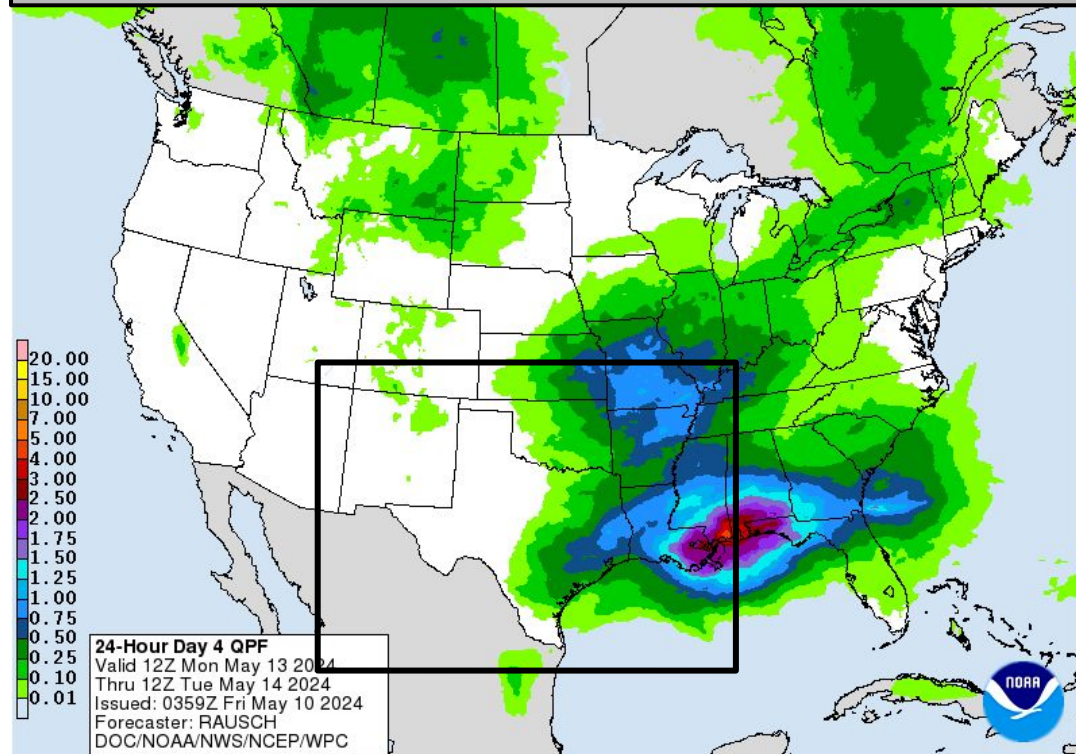 20.00
15.00
10.00
7.00
5.00
4.00
3.00
2.50
2.00
1.75
1.50
1.25
1.00
0.75
0.50
0.25
0.10
0.01
24-Hour Day 4 QPF
Valid 12Z Mon May 13 2024
Thru 12Z Tue May 14 2024
Issued: 0359Z Fri May 10 2024
Forecaster: RAUSCH
DOC/NOAA/NWS/NCEP/WPC
NOAA